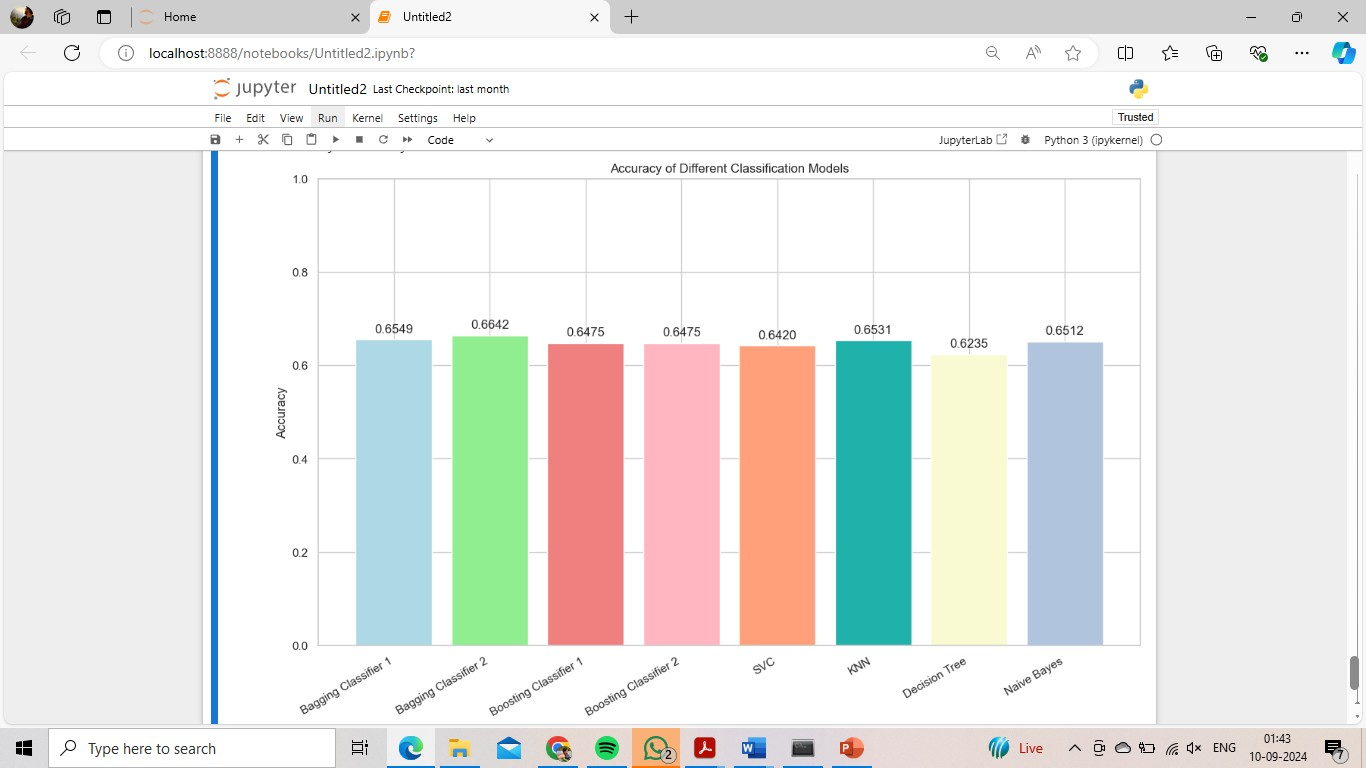 Home
Untitled2
localhost:8888/notebooks/Untitled2.ipynb?
jupyter Untitled2 Last Checkpoint: last month
File Edit View Run Kernel Settings Help
Trusted
Code
JupyterLab
Python 3 (ipykernel)
Accuracy of Different Classification Models
1.0
0.8
0.6
0.4
0.2
0.0
Accuracy
0.6549
0.6642
0.6475
0.6475
0.6420
0.6531
0.6235
0.6512
Bagging Classifier 1
Bagging Classifier 2
Boosting Classifier 1
Boosting Classifier 2
SVC
KNN
Decision Tree
Naive Bayes
Type here to search
2
Live
ENG
01:43
10-09-2024
7